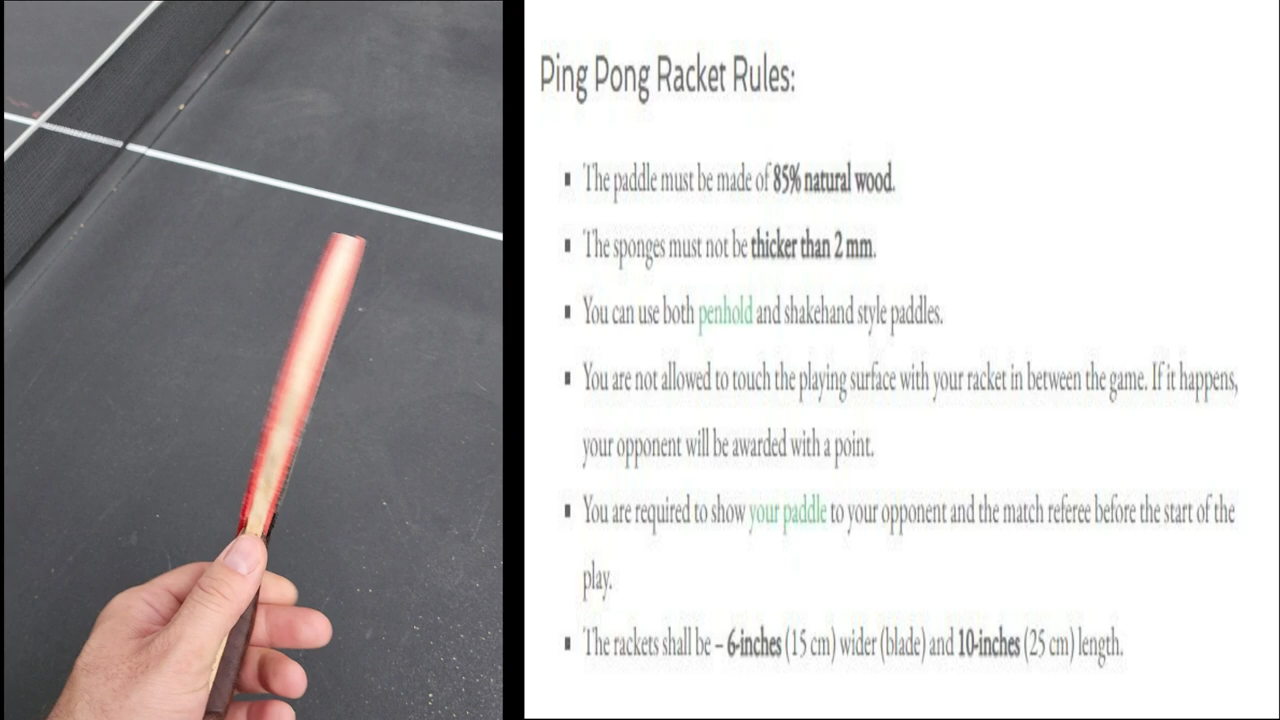 Ping Pong Racket Rules:
The paddle must be made of 85% natural wood.
The sponges must not be thicker than 2 mm.
You can use both penhold and shakehand style paddles.
You are not allowed to touch the playing surface with your racket in between the game. If it happens,
your opponent will be awarded with a point.
You are required to show your paddle to your opponent and the match referee before the start of the
play.
The rackets shall be – 6-inches (15 cm) wider (blade) and 10-inches (25 cm) length.